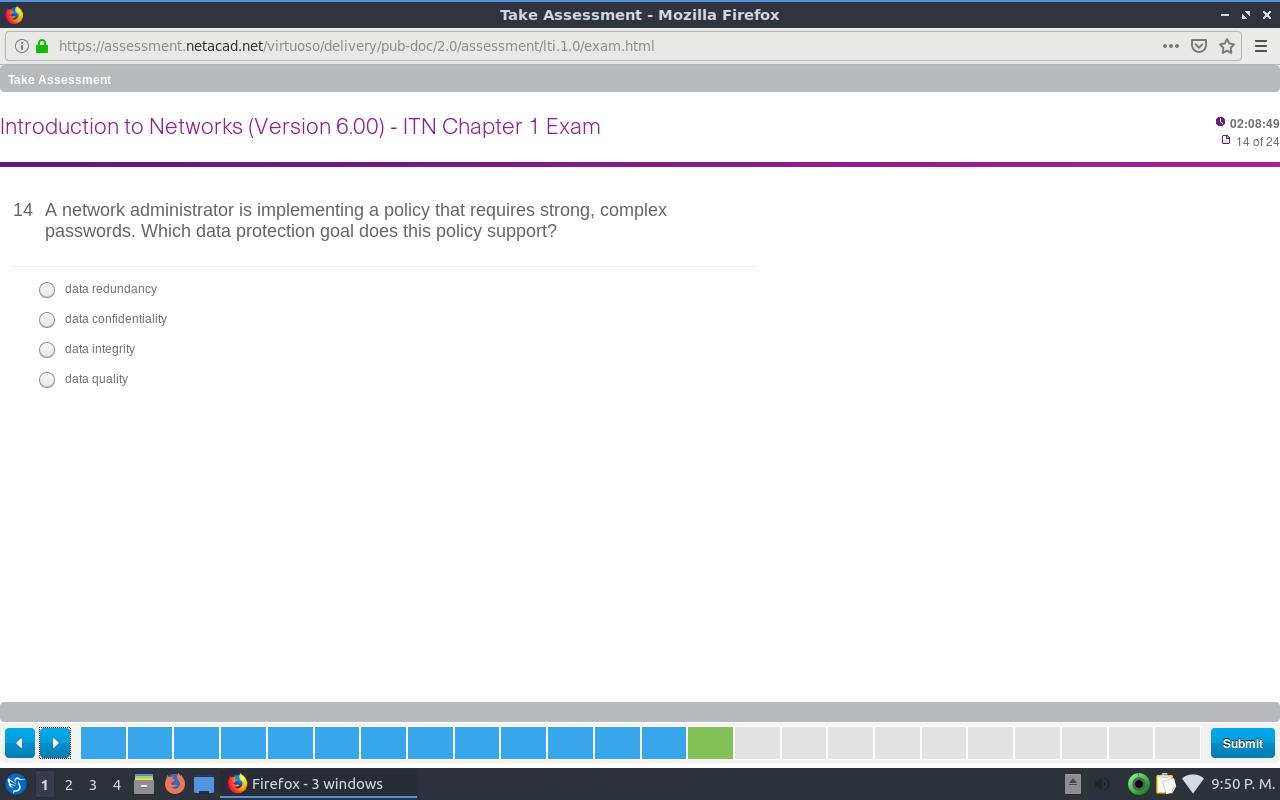 Take Assessment - Mozilla Firefox
https://assessment.netacad.net/virtuoso/delivery/pub-doc/2.0/assessment/lti.1.0/exam.html
Take Assessment
Introduction to Networks (Version 6.00) - ITN Chapter 1 Exam
02:08:49
14 of 24
14 A network administrator is implementing a policy that requires strong, complex
passwords. Which data protection goal does this policy support?
data redundancy
data confidentiality
data integrity
data quality
Submit
1 2 3 4 Firefox - 3 windows 9:50 P. M.